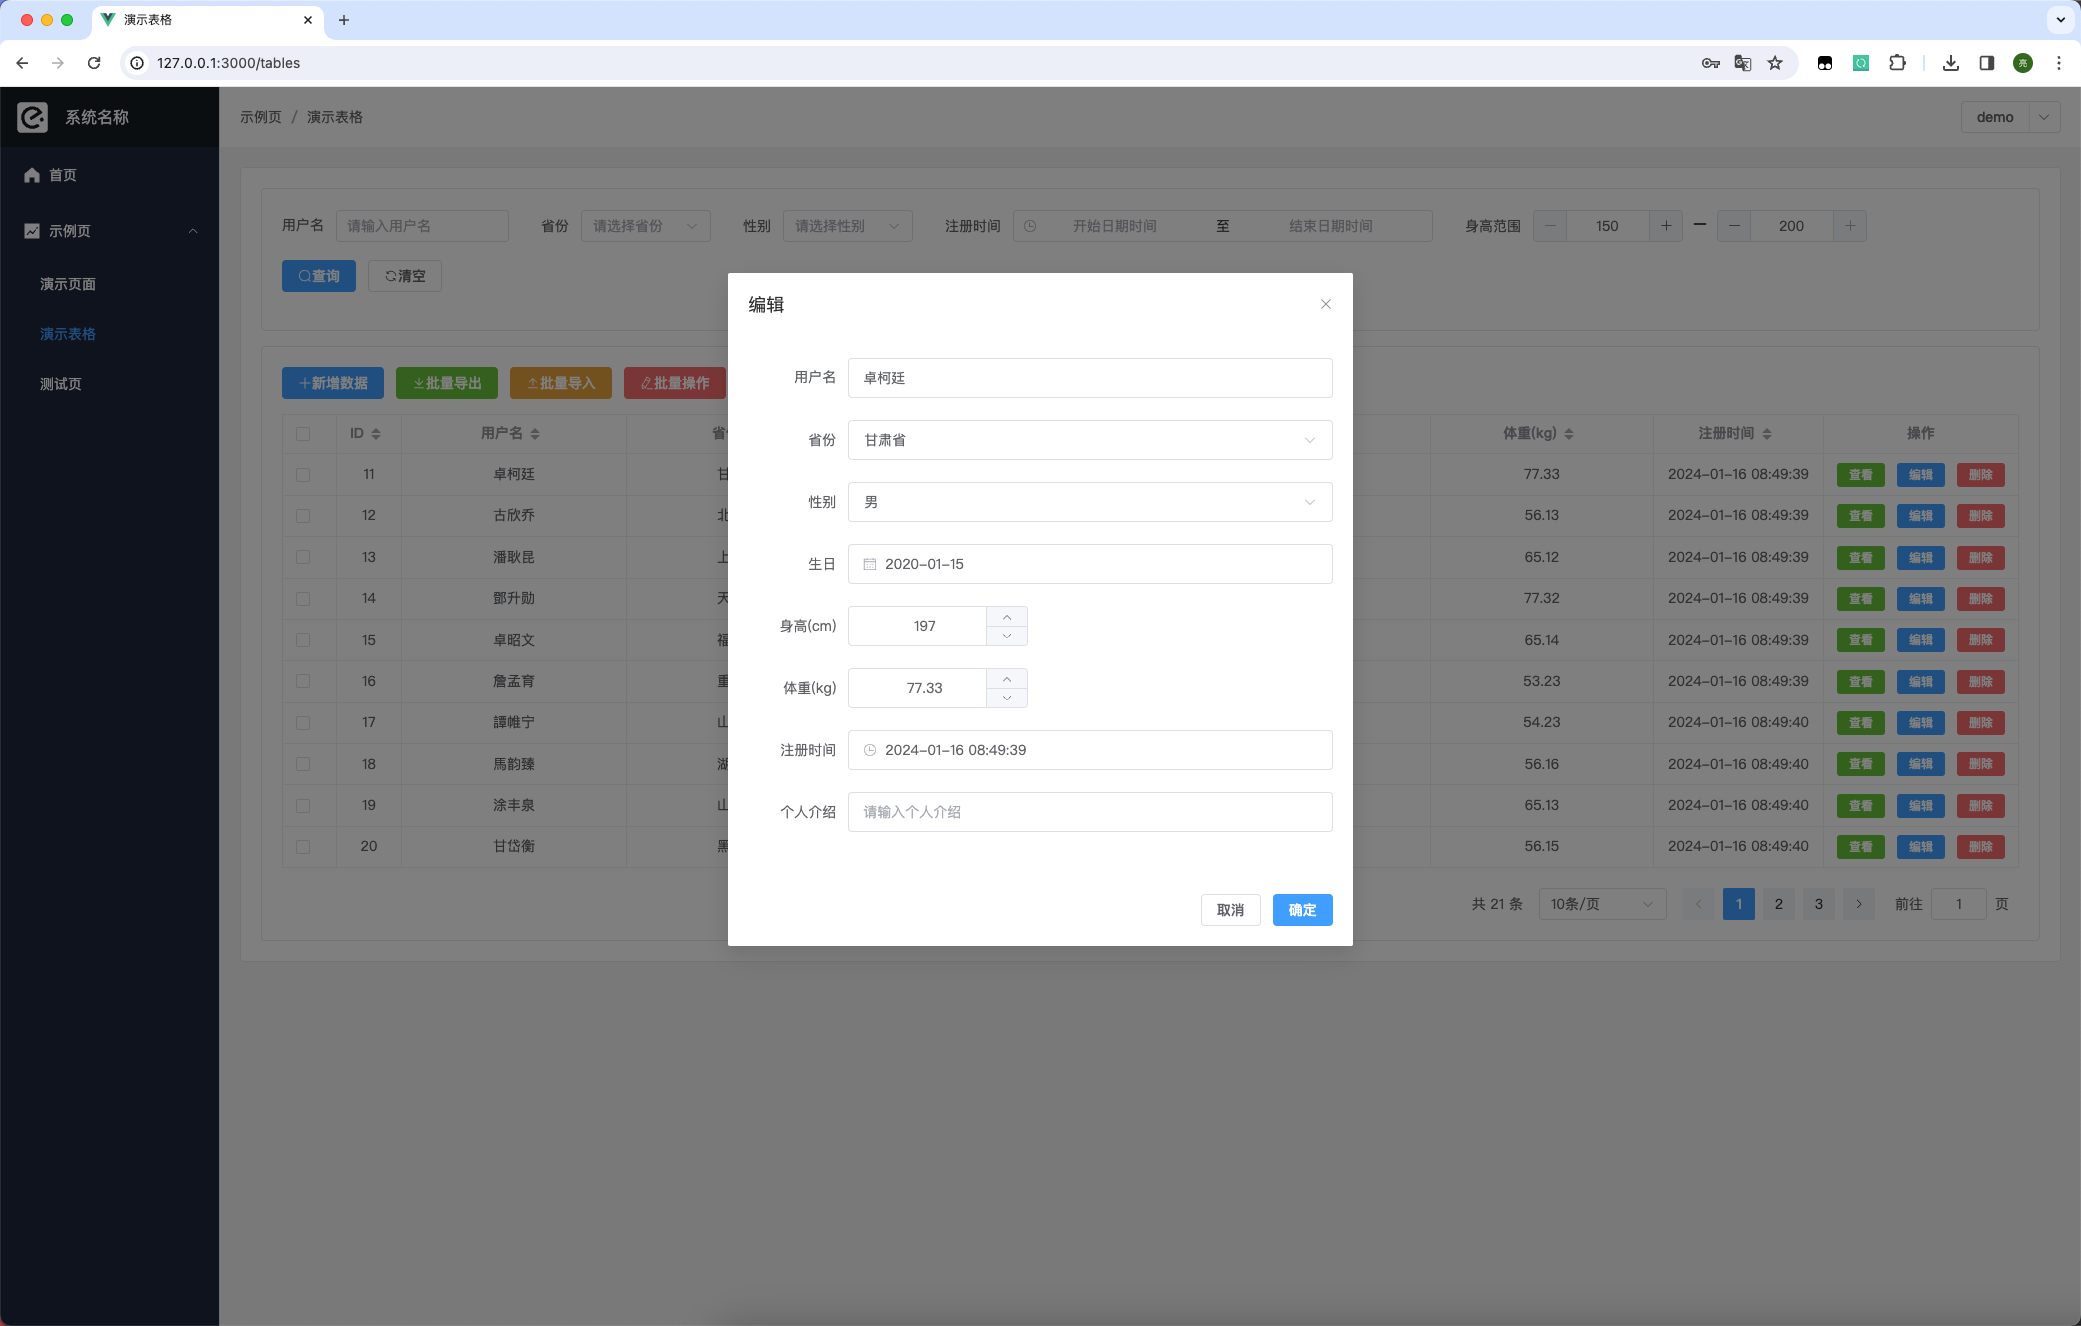 演示表格
127.0.0.1:3000/tables
系统名称
示例页 / 演示表格
demo
首页
示例页
演示页面
演示表格
测试页
用户名 请输入用户名 省份 请选择省份 性别 请选择性别 注册时间 开始日期时间 至 结束日期时间 身高范围 150 200
查询 清空
新增数据 批量导出 批量导入 批量操作
ID 用户名 体重(kg) 注册时间 操作
11 卓柯廷 77.33 2024-01-16 08:49:39 查看 编辑 删除
12 古欣乔 56.13 2024-01-16 08:49:39 查看 编辑 删除
13 潘耿昆 65.12 2024-01-16 08:49:39 查看 编辑 删除
14 鄧升勋 77.32 2024-01-16 08:49:39 查看 编辑 删除
15 卓昭文 65.14 2024-01-16 08:49:39 查看 编辑 删除
16 詹孟育 53.23 2024-01-16 08:49:39 查看 编辑 删除
17 譚帷宁 54.23 2024-01-16 08:49:40 查看 编辑 删除
18 馬韵臻 56.16 2024-01-16 08:49:40 查看 编辑 删除
19 涂丰泉 65.13 2024-01-16 08:49:40 查看 编辑 删除
20 甘岱衡 56.15 2024-01-16 08:49:40 查看 编辑 删除
共 21 条 10条/页 1 2 3 前往 1 页
编辑
用户名 卓柯廷
省份 甘肃省
性别 男
生日 2020-01-15
身高(cm) 197
体重(kg) 77.33
注册时间 2024-01-16 08:49:39
个人介绍 请输入个人介绍
取消 确定